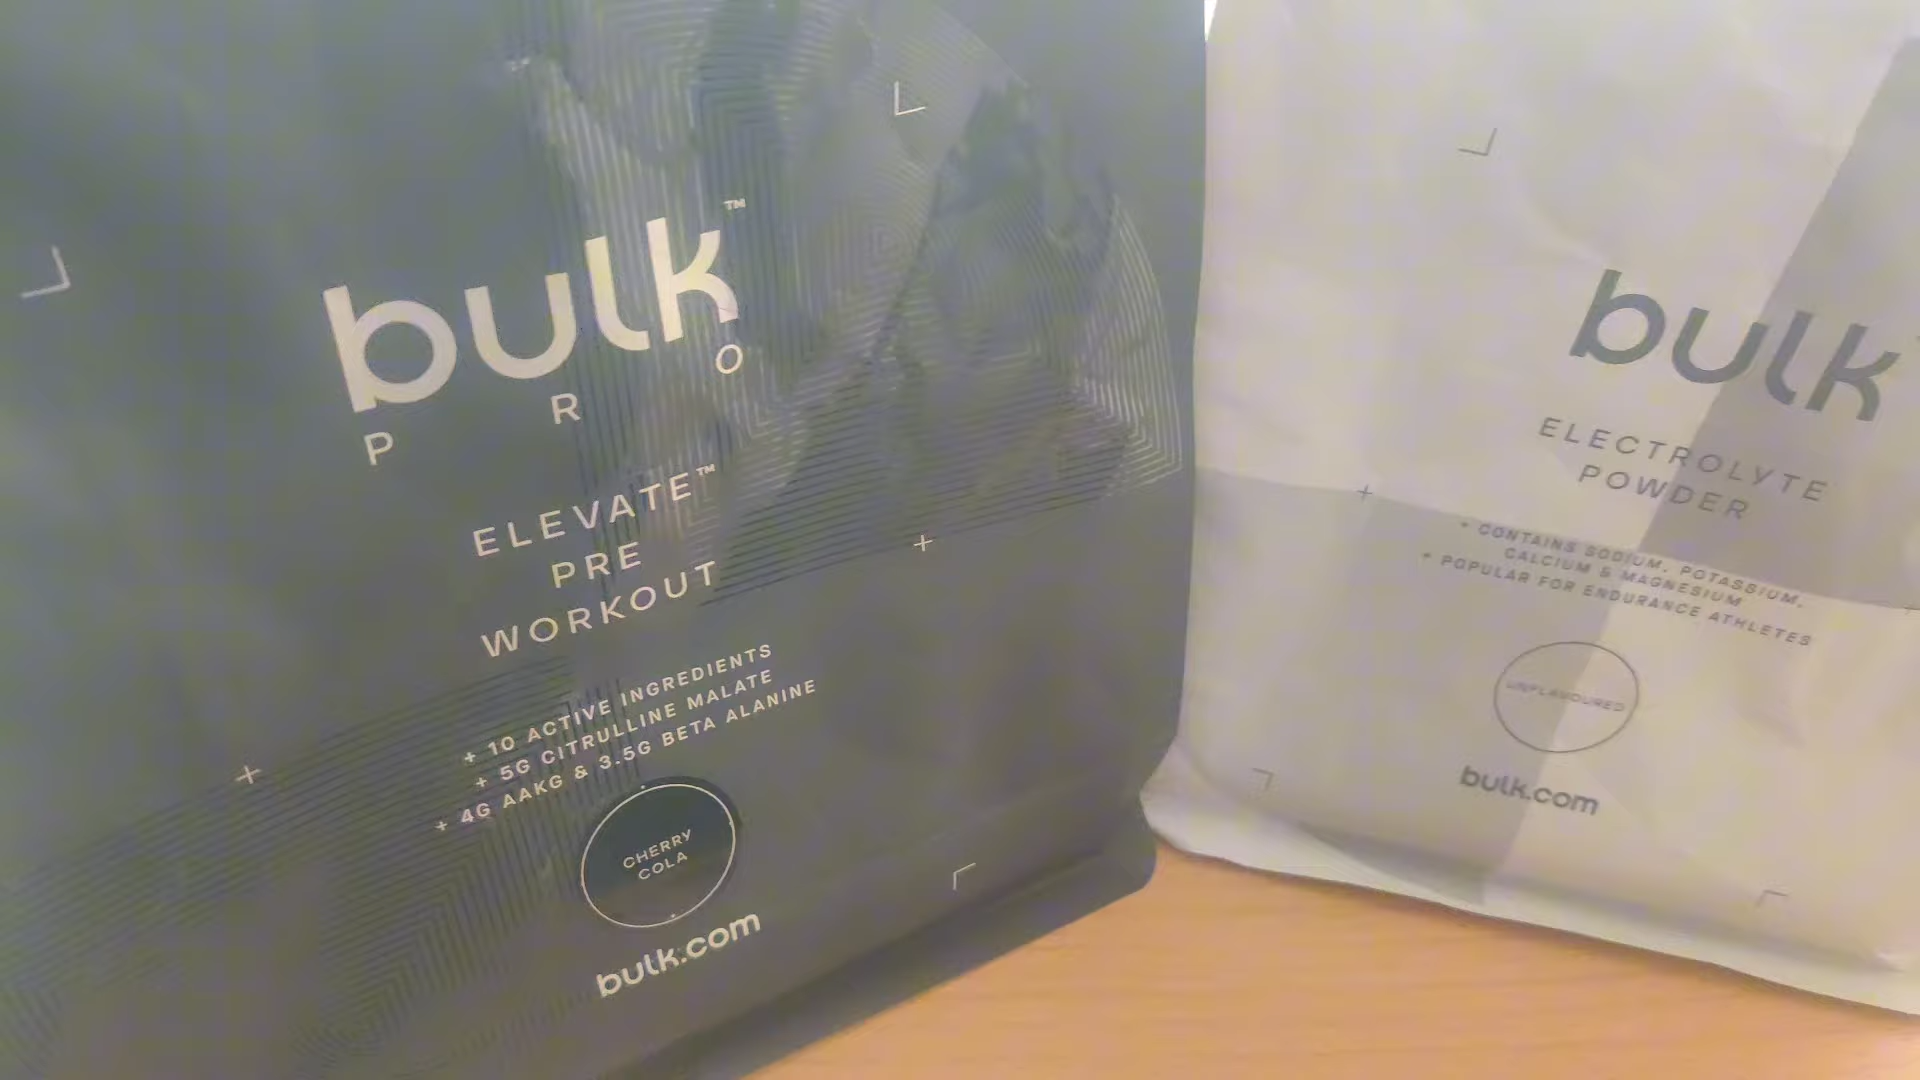 bulk™
PRO
ELEVATE™
PRE
WORKOUT
+ 10 ACTIVE INGREDIENTS
+ 5G CITRULLINE MALATE
+ 4G AAKG & 3.5G BETA ALANINE
CHERRY
COLA
bulk.com
bulk
ELECTROLYTE
POWDER
+ CONTAINS SODIUM, POTASSIUM,
CALCIUM & MAGNESIUM
+ POPULAR FOR ENDURANCE ATHLETES
UNFLAVOURED
bulk.com